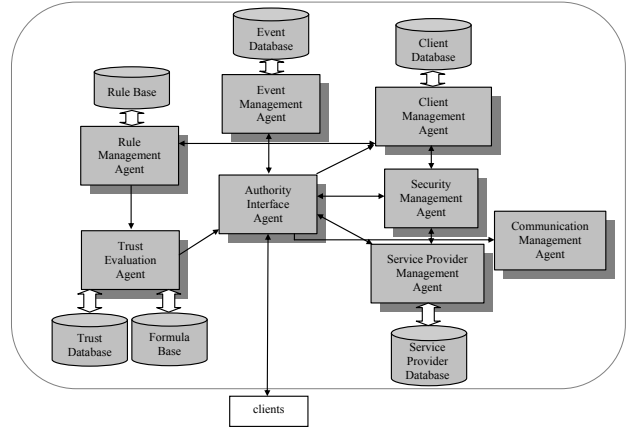 Event
Database
Client
Database
Rule Base
Event
Management
Agent
Client
Management
Agent
Rule
Management
Agent
Authority
Interface
Agent
Security
Management
Agent
Communication
Management
Agent
Trust
Evaluation
Agent
Service Provider
Management
Agent
Trust
Database
Formula
Base
Service
Provider
Database
clients